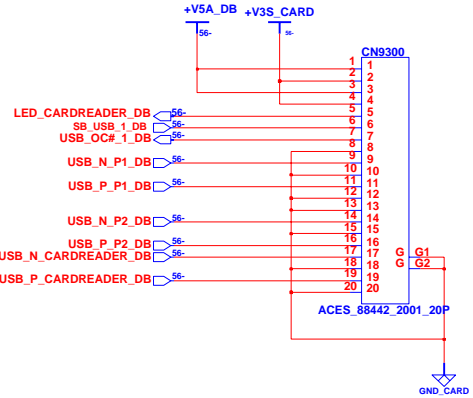 +V5A_DB +V3S_CARD
56- 56-
CN9300
1 1
2 2
3 3
4 4
LED_CARDREADER_DB 56- 5 5
SB_USB_1_DB 56- 6 6
USB_OC#_1_DB 56- 7 7
8 8
USB_N_P1_DB 56- 9 9
10 10
USB_P_P1_DB 56- 11 11
12 12
13 13
USB_N_P2_DB 56- 14 14
15 15
USB_P_P2_DB 56- 16 16
USB_N_CARDREADER_DB 56- 17 17 G G1
18 18 G G2
USB_P_CARDREADER_DB 56- 19 19
20 20
ACES_88442_2001_20P
GND_CARD